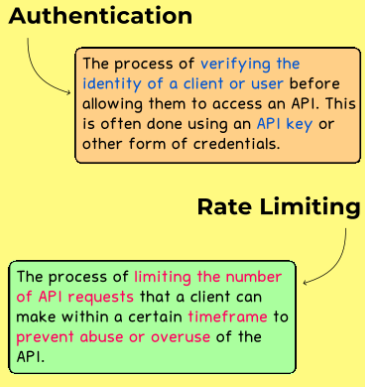 Authentication
The process of verifying the
identity of a client or user before
allowing them to access an API. This
is often done using an API key or
other form of credentials.
Rate Limiting
The process of limiting the number
of API requests that a client can
make within a certain timeframe to
prevent abuse or overuse of the
API.